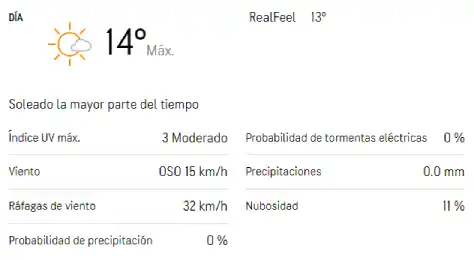 DÍA
RealFeel 13°
14° Máx.
Soleado la mayor parte del tiempo
Índice UV máx. 3 Moderado
Probabilidad de tormentas eléctricas 0 %
Viento OSO 15 km/h
Precipitaciones 0.0 mm
Ráfagas de viento 32 km/h
Nubosidad 11 %
Probabilidad de precipitación 0 %